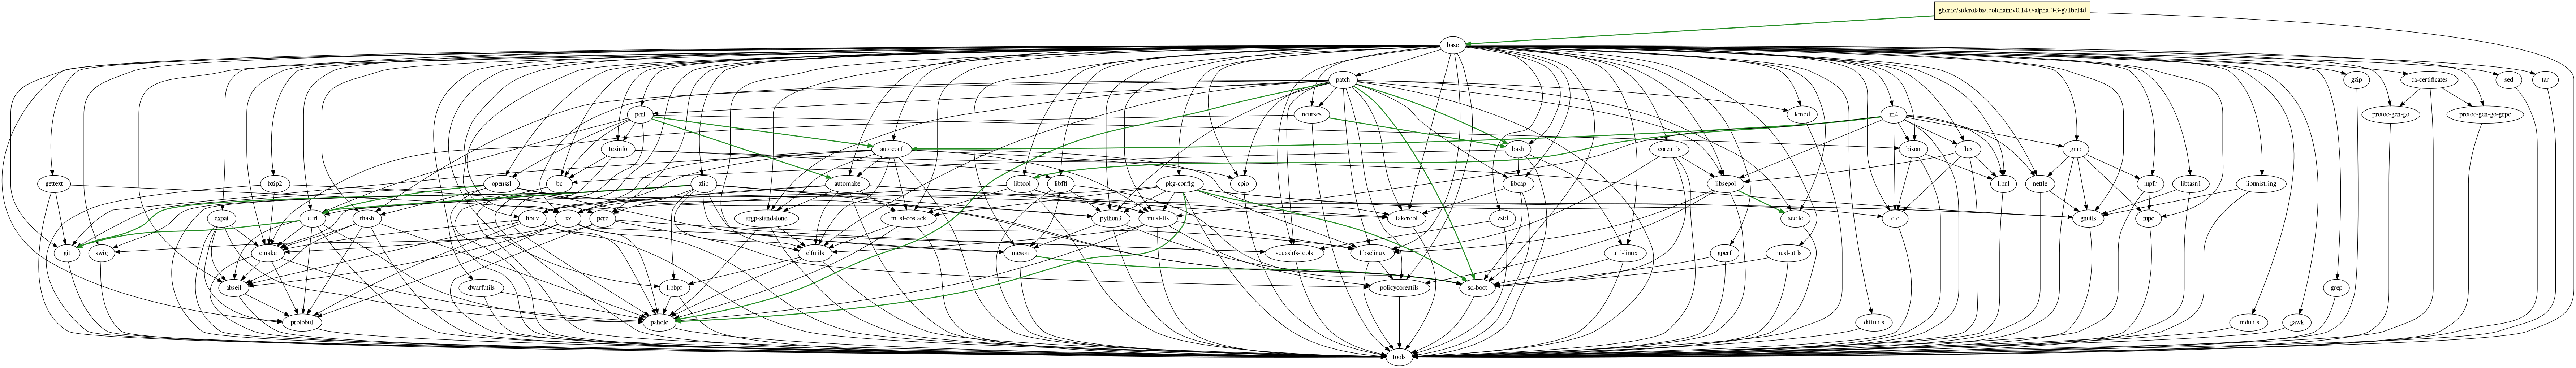 ghcr.io/siderolabs/toolchain:v0.14.0-alpha.0-3-g71bef4d
base
patch
gzip
ca-certificates
sed
tar
perl
ncurses
kmod
m4
protoc-gen-go
protoc-gen-go-grpc
texinfo
autoconf
bash
coreutils
bison
flex
gmp
gettext
bzip2
openssl
bc
zlib
automake
libtool
libffi
pkg-config
cpio
libcap
libsepol
libnl
nettle
mpfr
libtasn1
libunistring
expat
curl
rhash
libuv
xz
pcre
argp-standalone
musl-obstack
python3
musl-fts
fakeroot
zstd
secilc
dtc
gnutls
mpc
git
swig
cmake
elfutils
meson
squashfs-tools
libselinux
util-linux
gperf
musl-utils
abseil
dwarfutils
libbpf
policycoreutils
sd-boot
grep
protobuf
pahole
diffutils
findutils
gawk
tools